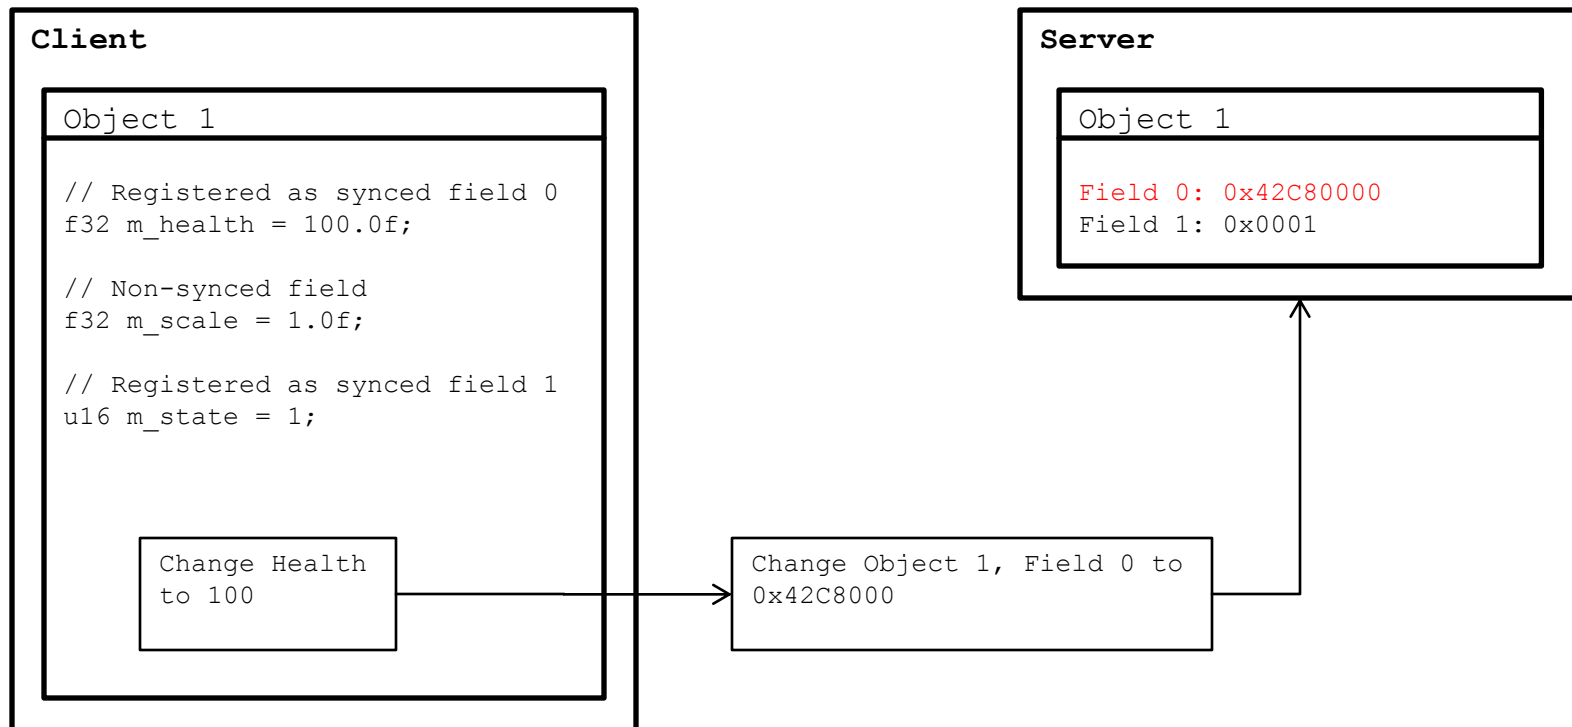 Client
Object 1
// Registered as synced field 0
f32 m_health = 100.0f;
// Non-synced field
f32 m_scale = 1.0f;
// Registered as synced field 1
u16 m_state = 1;
Change Health
to 100
Change Object 1, Field 0 to
0x42C8000
Server
Object 1
Field 0: 0x42C80000
Field 1: 0x0001